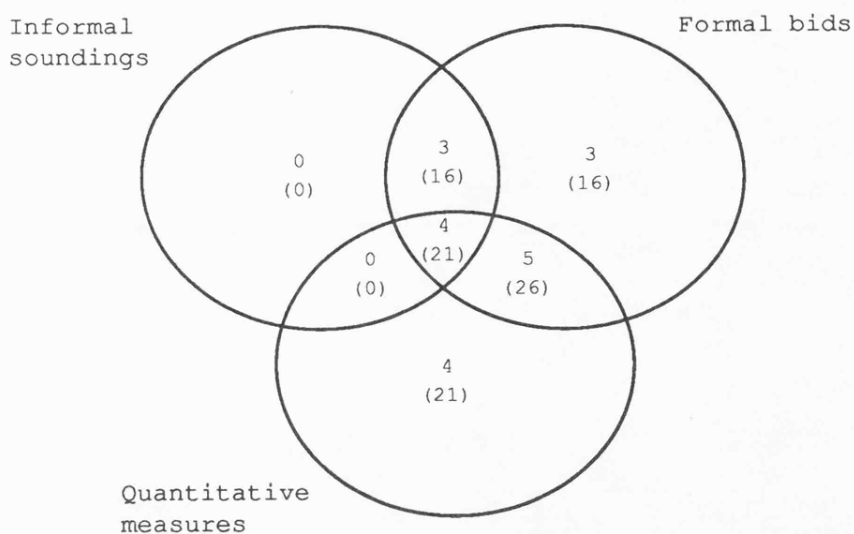 Informal
soundings
Formal bids
0
(0)
3
(16)
3
(16)
4
(21)
0
(0)
5
(26)
4
(21)
Quantitative
measures